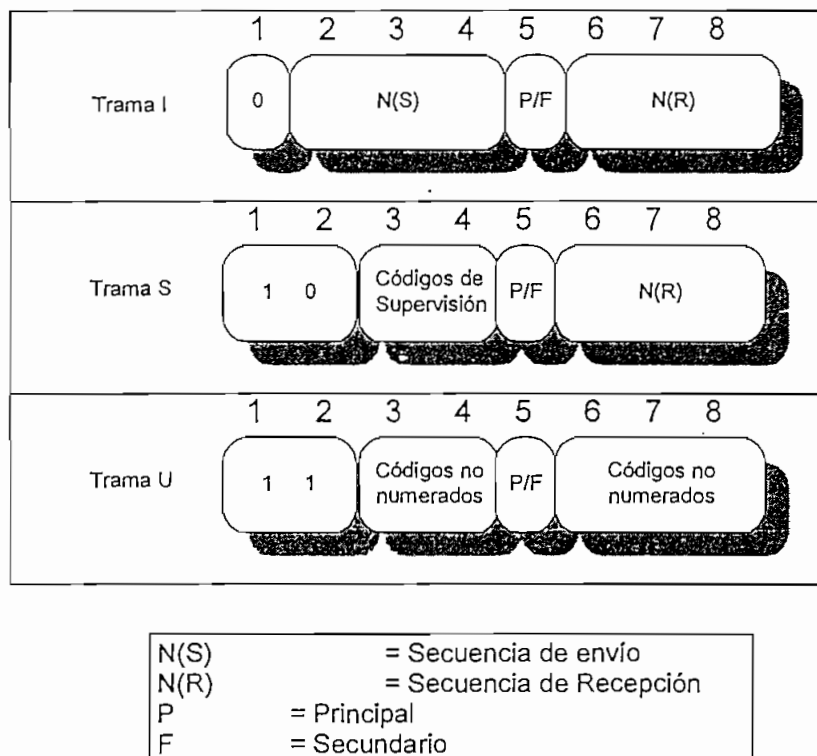 1 2 3 4 5 6 7 8
Trama I 0 N(S) P/F N(R)
1 2 3 4 5 6 7 8
Trama S 1 0 Códigos de Supervisión P/F N(R)
1 2 3 4 5 6 7 8
Trama U 1 1 Códigos no numerados P/F Códigos no numerados
N(S) = Secuencia de envío
N(R) = Secuencia de Recepción
P = Principal
F = Secundario